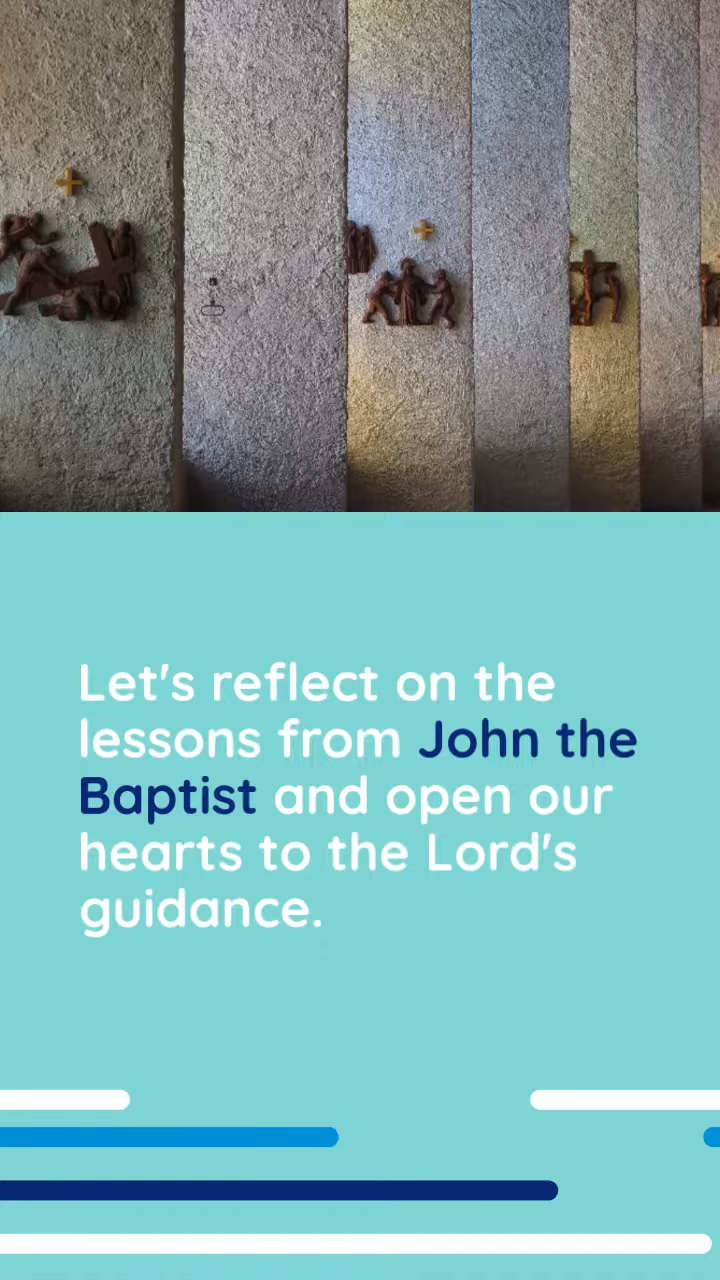 Let's reflect on the
lessons from John the
Baptist and open our
hearts to the Lord's
guidance.